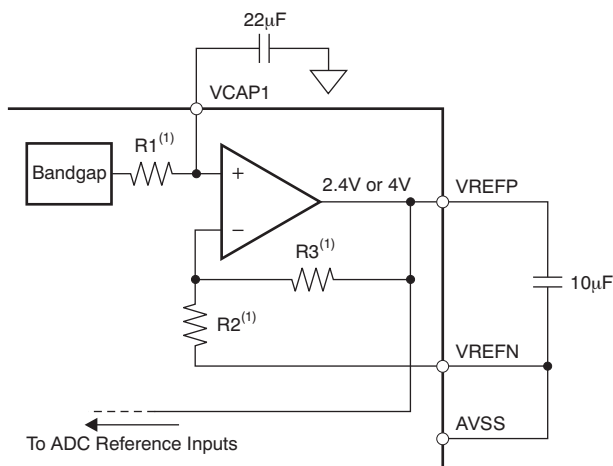 22μF
VCAP1
R1(1)
Bandgap
+
2.4V or 4V
VREFP
−
R3(1)
10μF
R2(1)
VREFN
AVSS
To ADC Reference Inputs